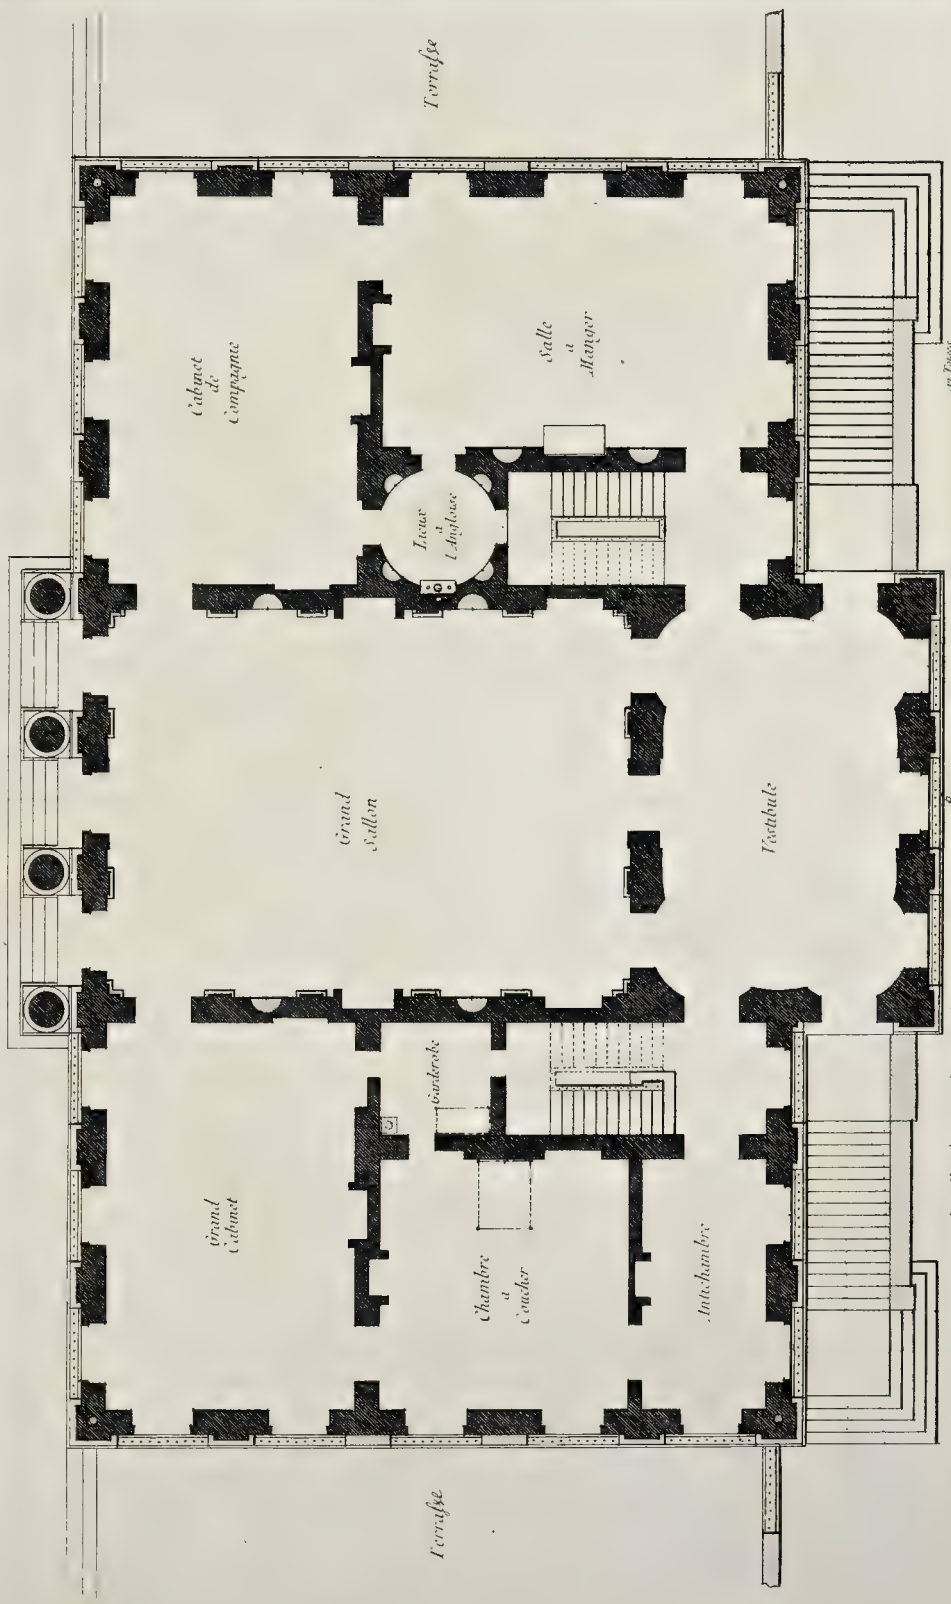 Terraſse
Cabinet
de
Compagnie
Salle
a
Manger
Lieux
a
l'Angloise
Grand
Sallon
Vestibule
Garderobe
Grand
Cabinet
Chambre
a
Coucher
Antichambre
Terraſse